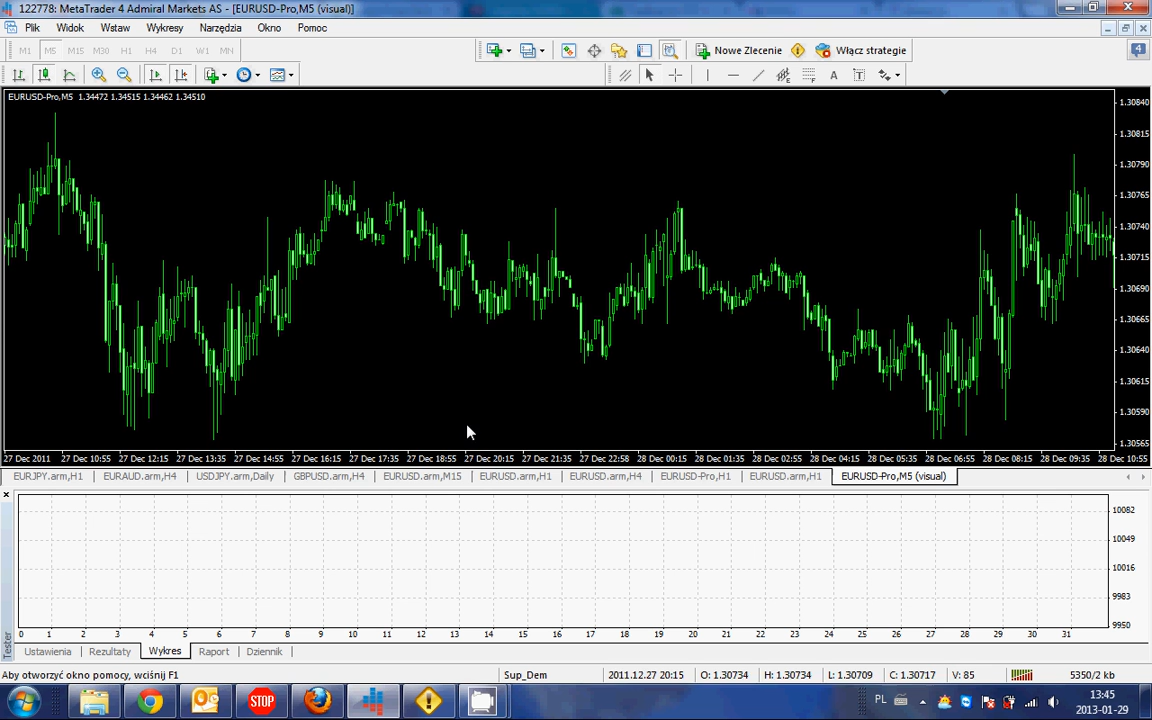 122778: MetaTrader 4 Admiral Markets AS - [EURUSD-Pro,M5 (visual)]
Plik Widok Wstaw Wykresy Narzędzia Okno Pomoc
M1 M5 M15 M30 H1 H4 D1 W1 MN Nowe Zlecenie Włącz strategie 4
A T
EURUSD-Pro,M5 1.34472 1.34515 1.34462 1.34510
1.30840
1.30815
1.30790
1.30765
1.30740
1.30715
1.30690
1.30665
1.30640
1.30615
1.30590
1.30565
27 Dec 2011 27 Dec 10:55 27 Dec 12:15 27 Dec 13:35 27 Dec 14:55 27 Dec 16:15 27 Dec 17:35 27 Dec 18:55 27 Dec 20:15 27 Dec 21:35 27 Dec 22:58 28 Dec 00:15 28 Dec 01:35 28 Dec 02:55 28 Dec 04:15 28 Dec 05:35 28 Dec 06:55 28 Dec 08:15 28 Dec 09:35 28 Dec 10:55
EURJPY.arm,H1 EURAUD.arm,H4 USDJPY.arm,Daily GBPUSD.arm,H4 EURUSD.arm,M15 EURUSD.arm,H1 EURUSD.arm,H4 EURUSD-Pro,H1 EURUSD.arm,H1 EURUSD-Pro,M5 (visual)
10082
10049
10016
9983
9950
0 1 2 3 4 5 6 7 8 9 10 11 12 13 14 15 16 17 18 19 20 21 22 23 24 25 26 27 28 29 30 31
Tester
Ustawienia Rezultaty Wykres Raport Dziennik
Aby otworzyć okno pomocy, wciśnij F1 Sup_Dem 2011.12.27 20:15 O: 1.30734 H: 1.30734 L: 1.30709 C: 1.30717 V: 85 5350/2 kb
STOP PL 13:45
2013-01-29